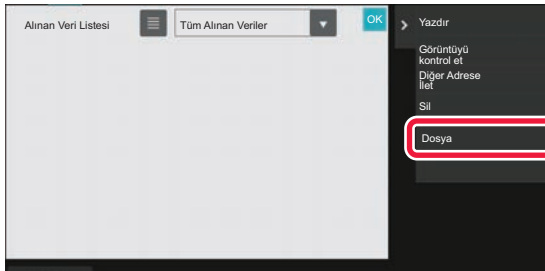 Alınan Veri Listesi
Tüm Alınan Veriler
OK
Yazdır
Görüntüyü
kontrol et
Diğer Adrese
İlet
Sil
Dosya